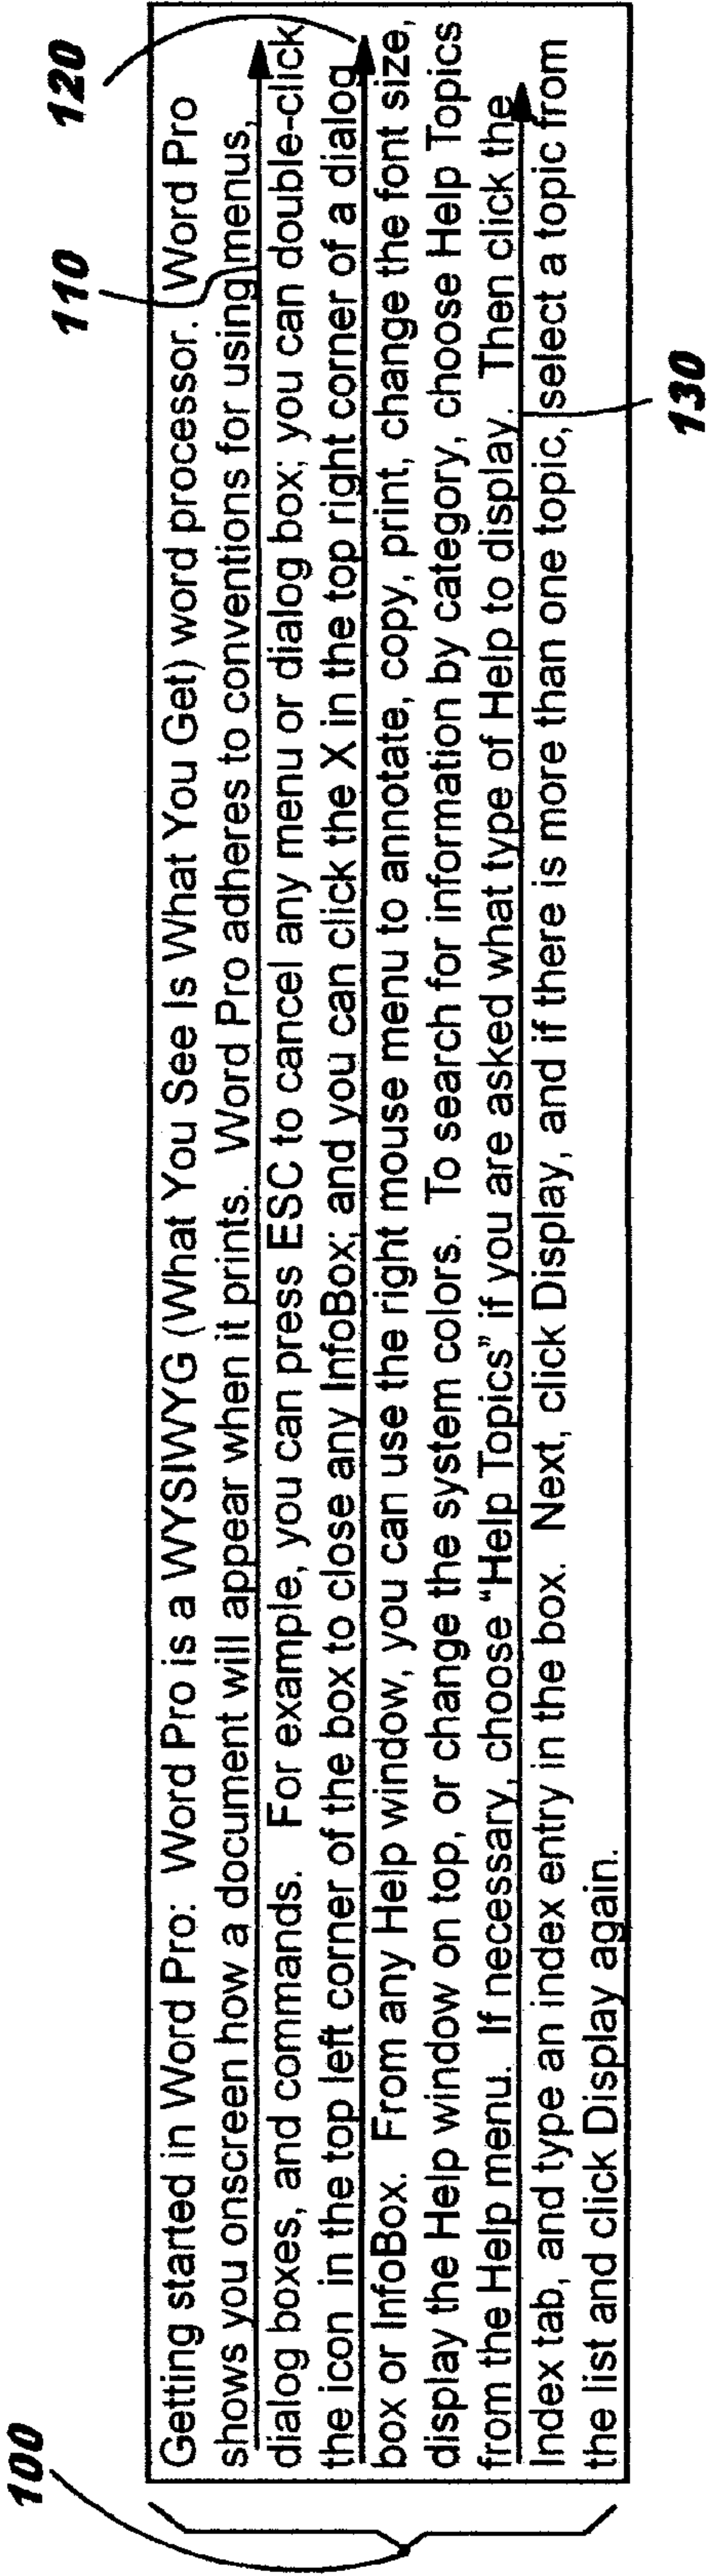 100
110
120
Getting started in Word Pro:  Word Pro is a WYSIWYG (What You See Is What You Get) word processor.  Word Pro
shows you onscreen how a document will appear when it prints.  Word Pro adheres to conventions for using menus,
dialog boxes, and commands.  For example, you can press ESC to cancel any menu or dialog box; you can double-click
the icon in the top left corner of the box to close any InfoBox; and you can click the X in the top right corner of a dialog
box or InfoBox.  From any Help window, you can use the right mouse menu to annotate, copy, print, change the font size,
display the Help window on top, or change the system colors.  To search for information by category, choose Help Topics
from the Help menu.  If necessary, choose “Help Topics” if you are asked what type of Help to display.  Then click the
Index tab, and type an index entry in the box.  Next, click Display, and if there is more than one topic, select a topic from
the list and click Display again.
130